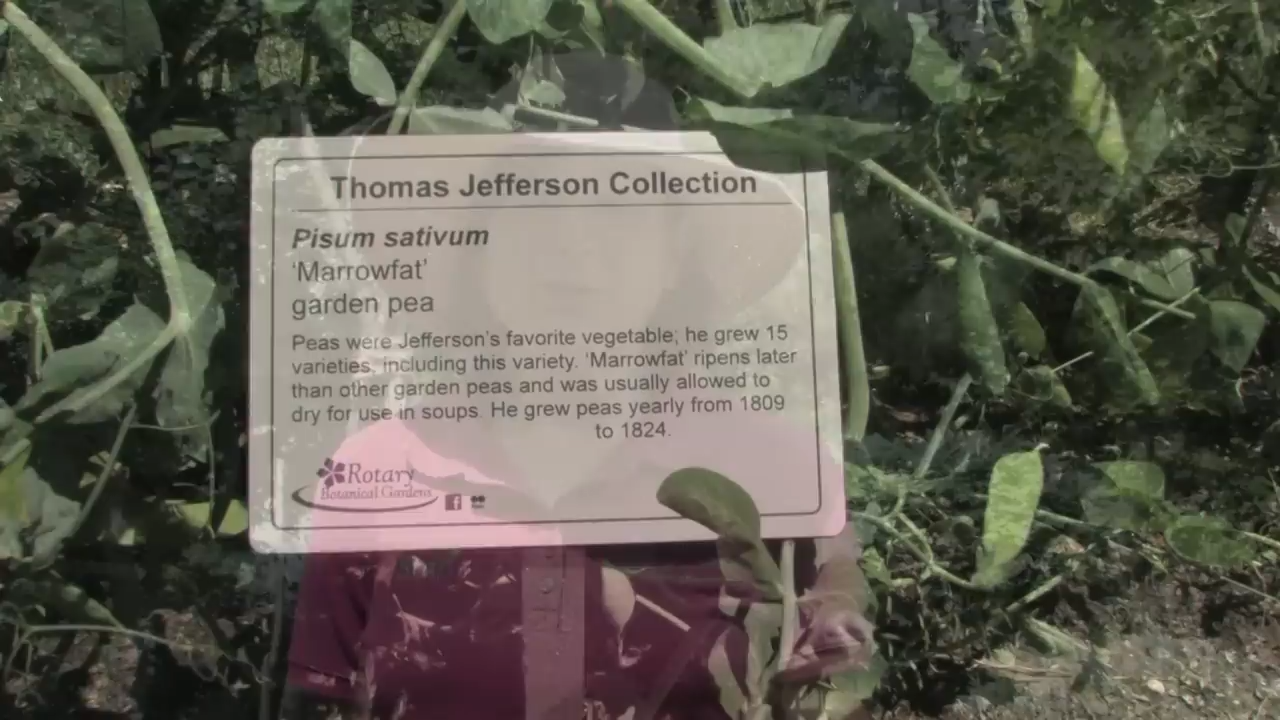 Thomas Jefferson Collection
Pisum sativum
‘Marrowfat’
garden pea
Peas were Jefferson’s favorite vegetable; he grew 15
varieties, including this variety. ‘Marrowfat’ ripens later
than other garden peas and was usually allowed to
dry for use in soups. He grew peas yearly from 1809
to 1824.
Rotary
Botanical Gardens
f